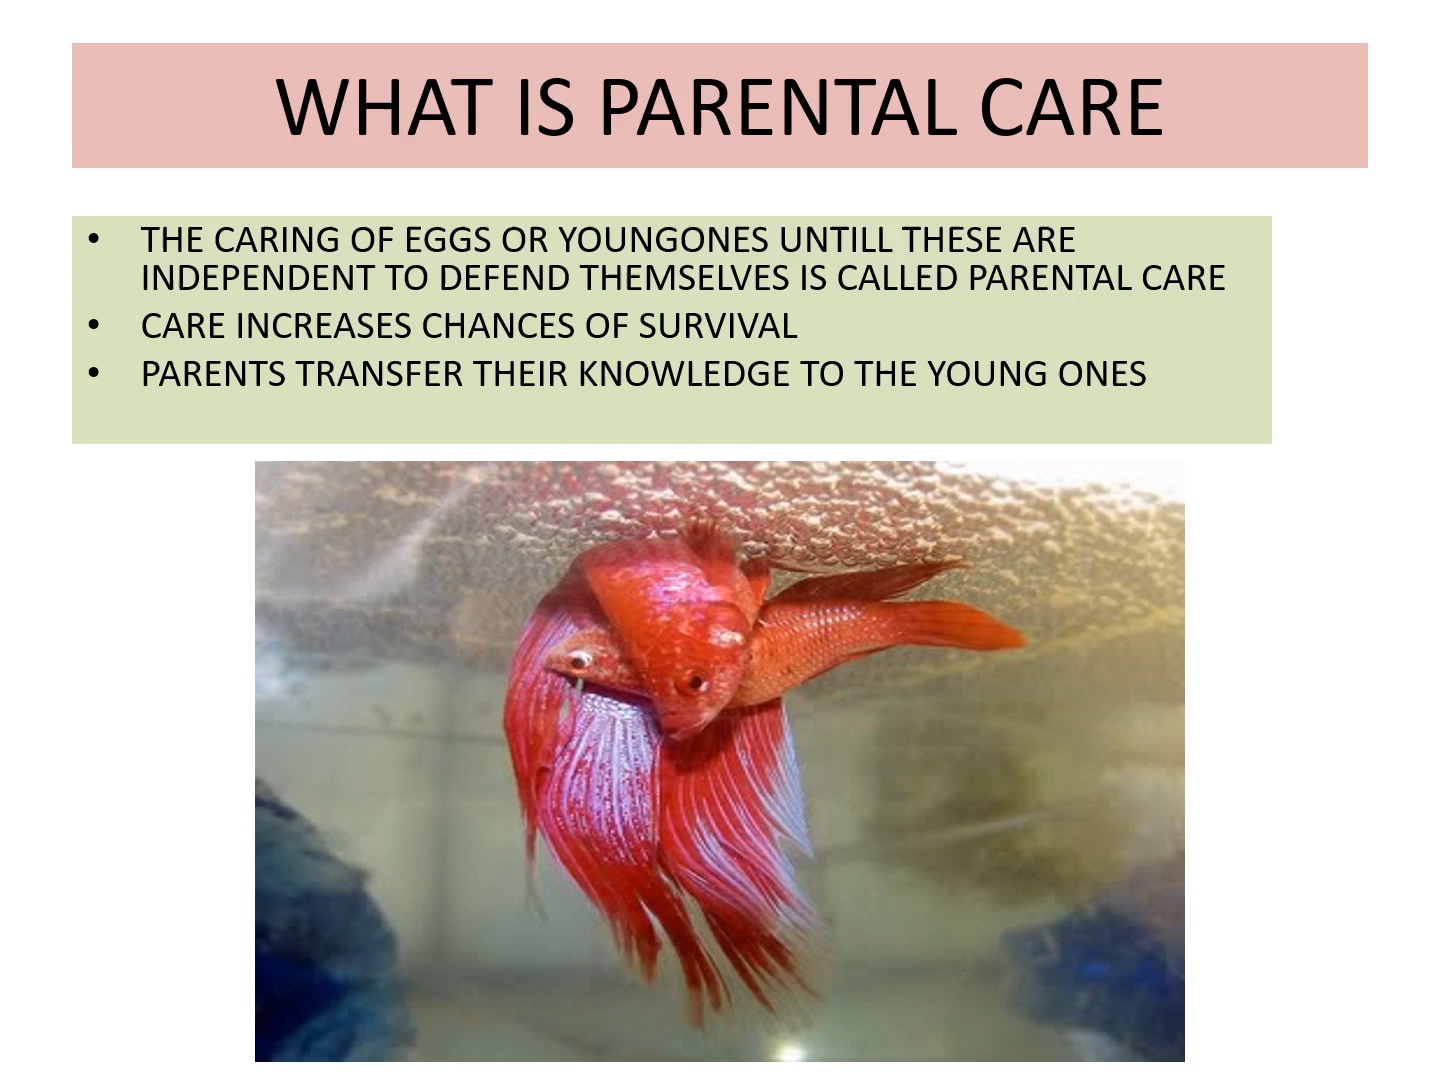 WHAT IS PARENTAL CARE
• THE CARING OF EGGS OR YOUNGONES UNTILL THESE ARE
INDEPENDENT TO DEFEND THEMSELVES IS CALLED PARENTAL CARE
• CARE INCREASES CHANCES OF SURVIVAL
• PARENTS TRANSFER THEIR KNOWLEDGE TO THE YOUNG ONES